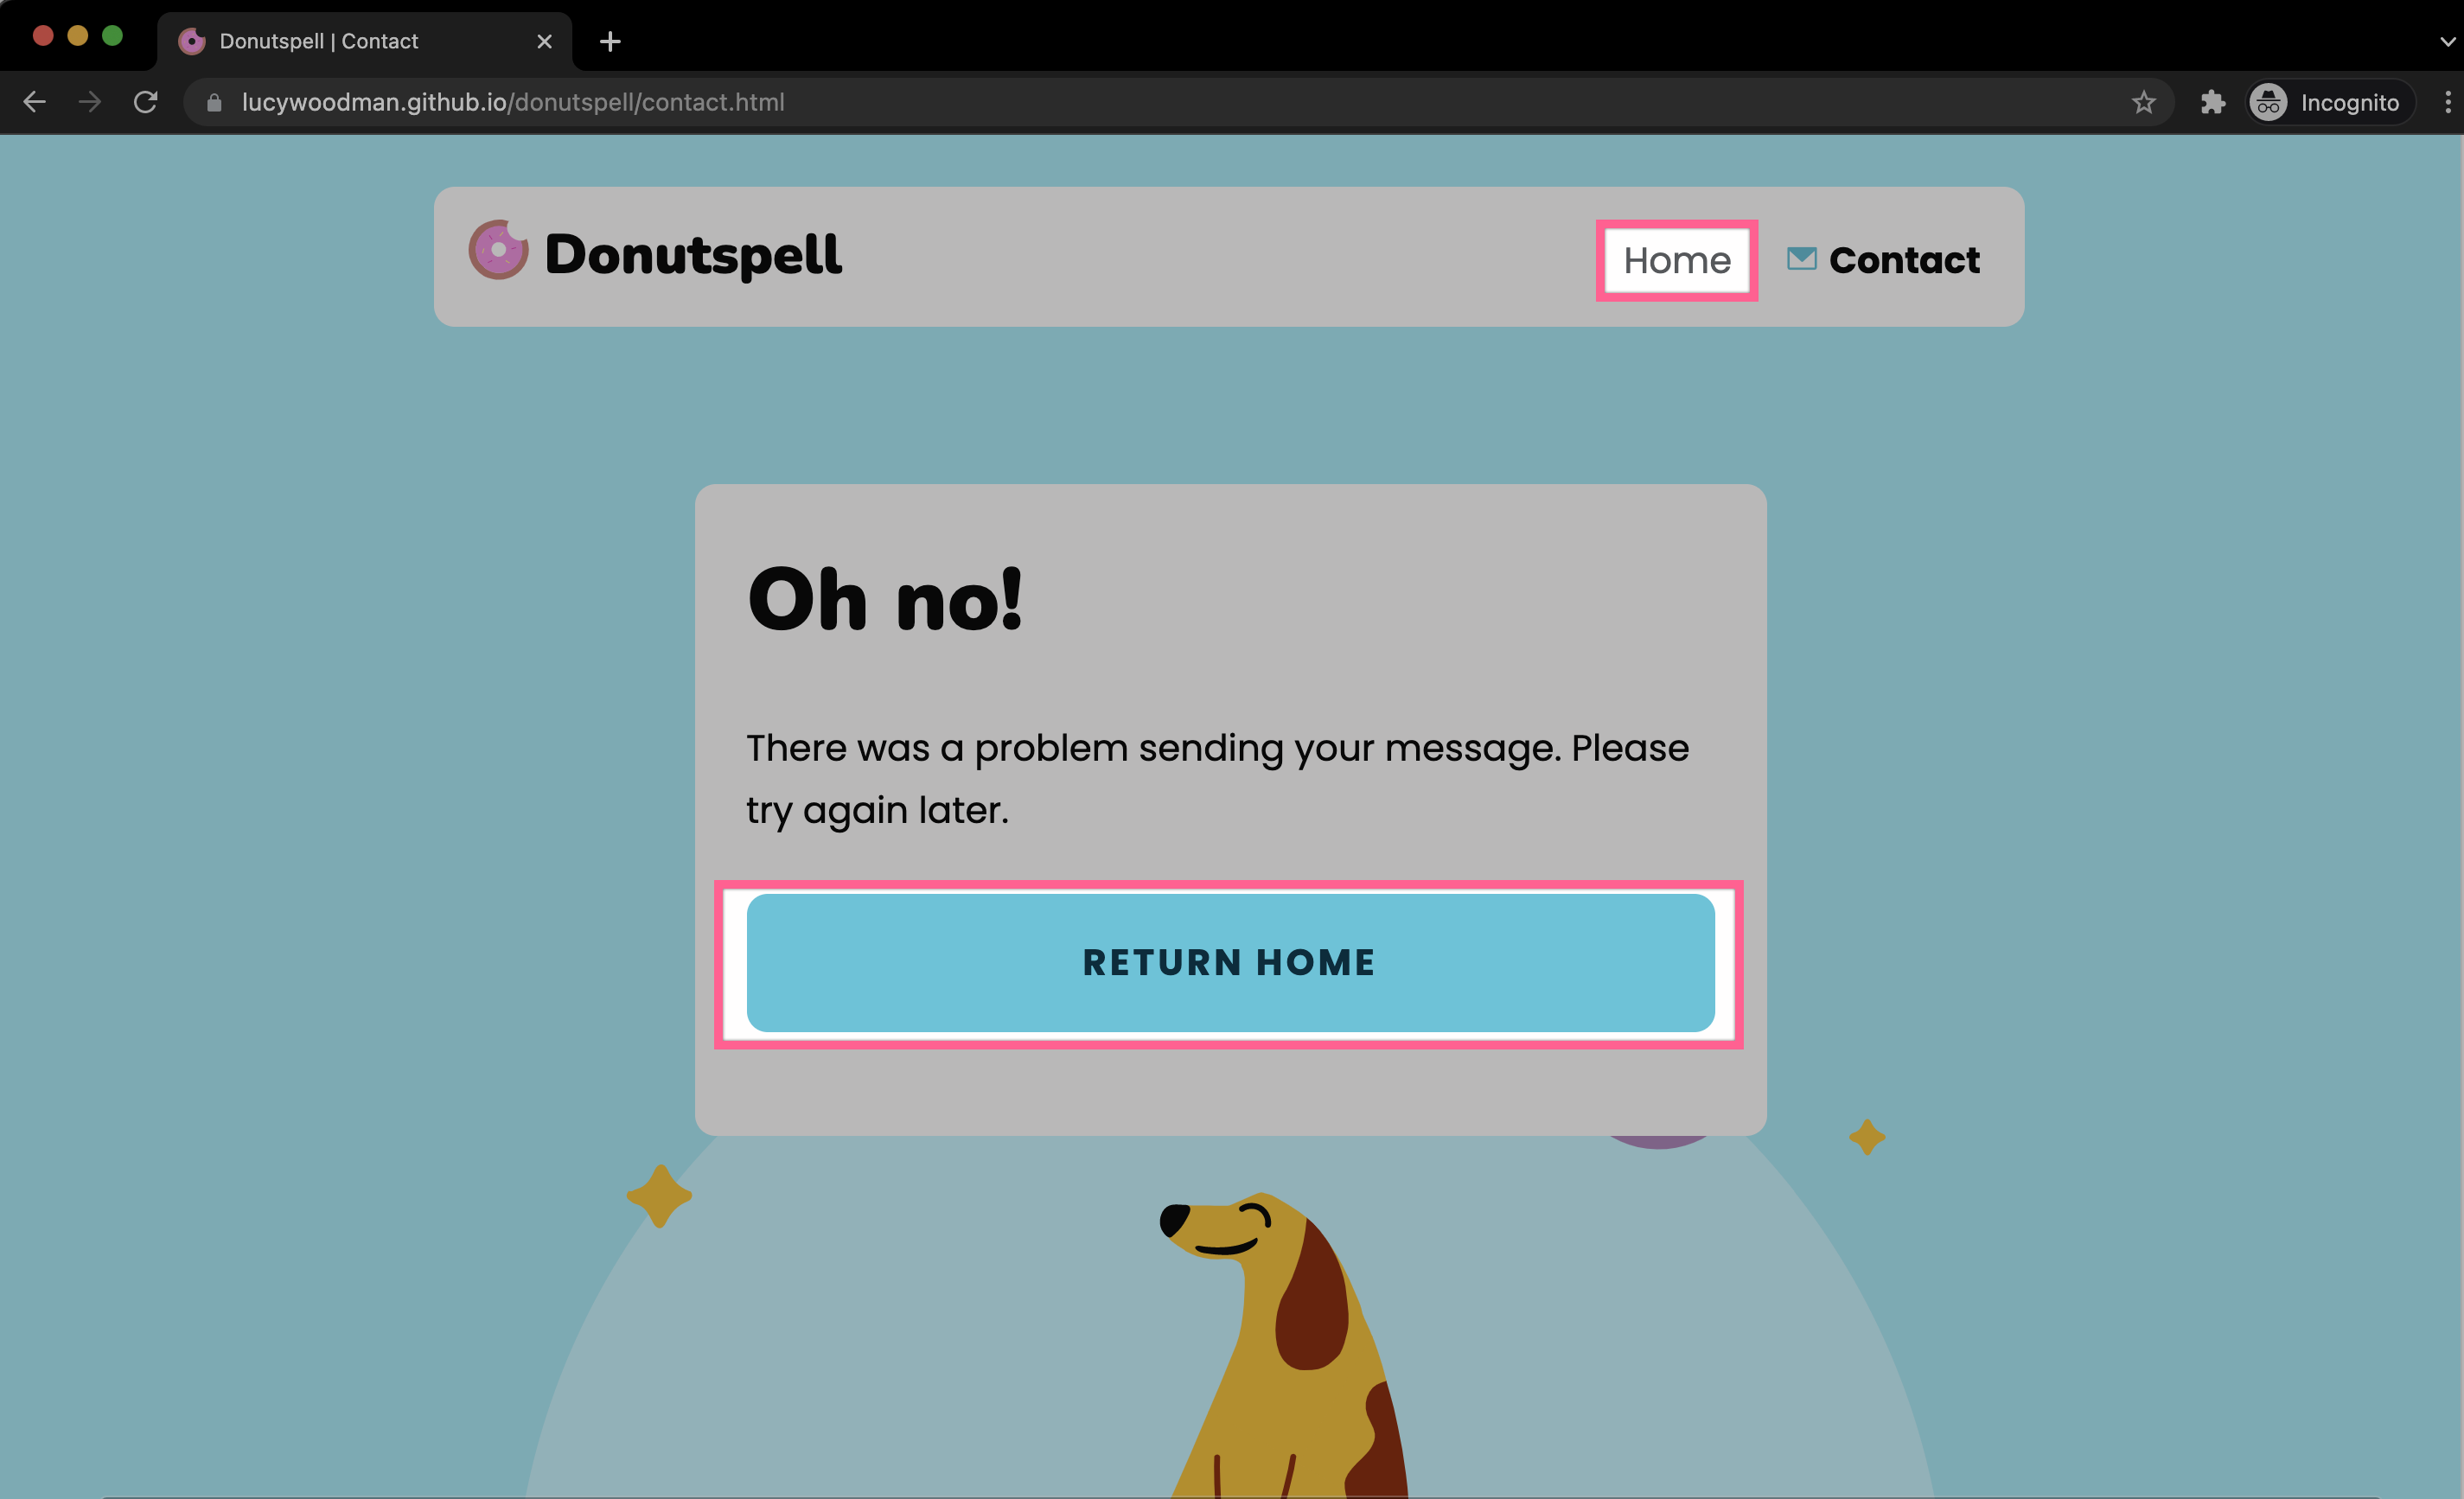 Donutspell | Contact
lucywoodman.github.io/donutspell/contact.html
Incognito
Donutspell
Home
Contact
Oh no!
There was a problem sending your message. Please
try again later.
RETURN HOME